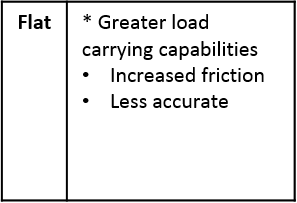 Flat
* Greater load
carrying capabilities
• Increased friction
• Less accurate